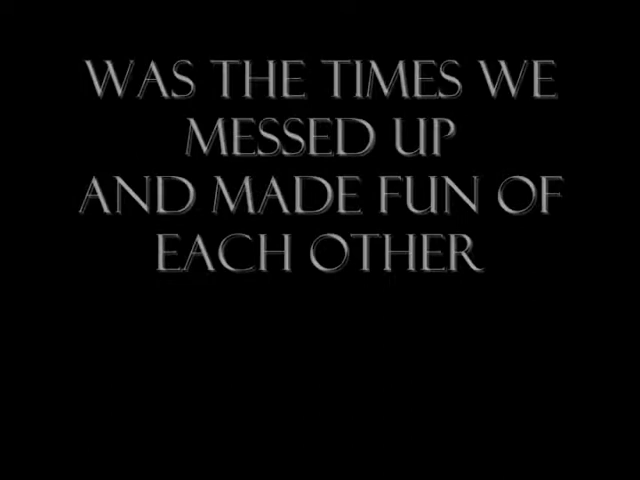 WAS THE TIMES WE
MESSED UP
AND MADE FUN OF
EACH OTHER